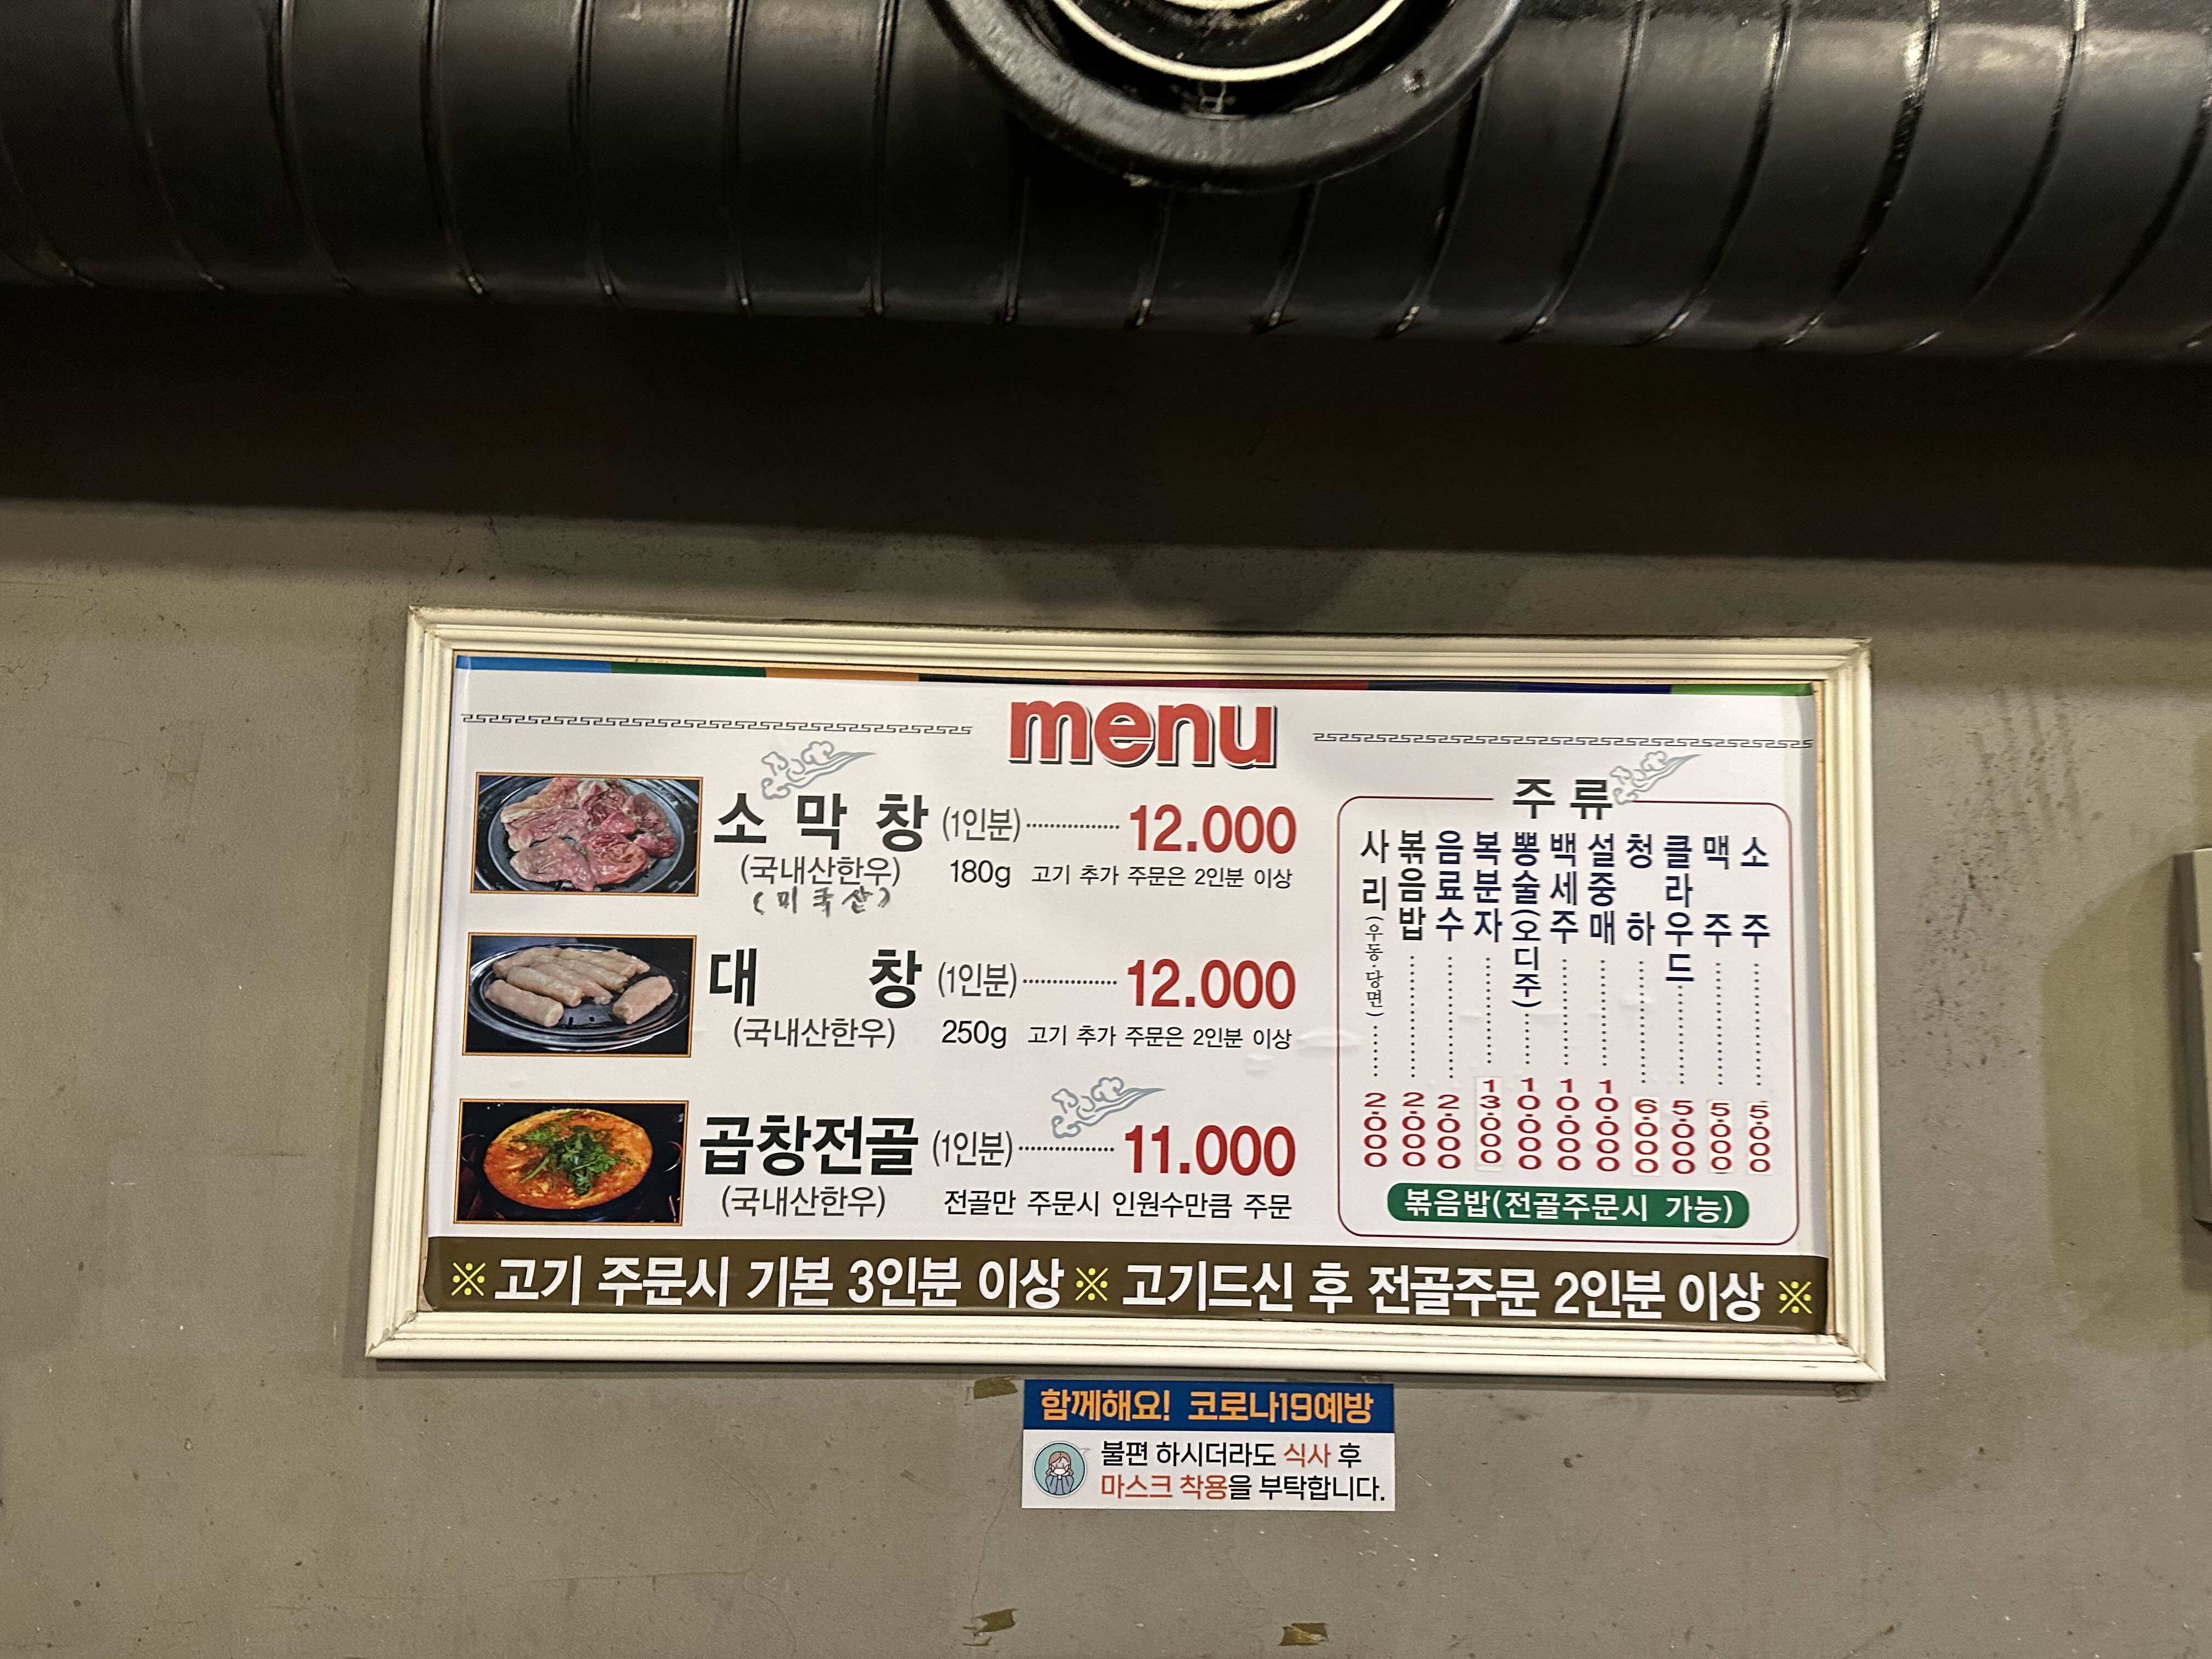 menu
소막창 (1인분) 12.000
(국내산한우) 180g 고기 추가 주문은 2인분 이상
(미국산)
대창 (1인분) 12.000
(국내산한우) 250g 고기 추가 주문은 2인분 이상
곱창전골 (1인분) 11.000
(국내산한우) 전골만 주문시 인원수만큼 주문
주류
소주 5.000
맥주 5.000
클라우드 5.000
청하 6.000
설중매 10.000
백세주 10.000
뽕술(오디주) 10.000
복분자 13.000
음료수 2.000
볶음밥 2.000
사리(우동·당면) 2.000
볶음밥(전골주문시 가능)
※고기 주문시 기본 3인분 이상※ 고기드신 후 전골주문 2인분 이상 ※
함께해요! 코로나19예방
불편 하시더라도 식사 후
마스크 착용을 부탁합니다.